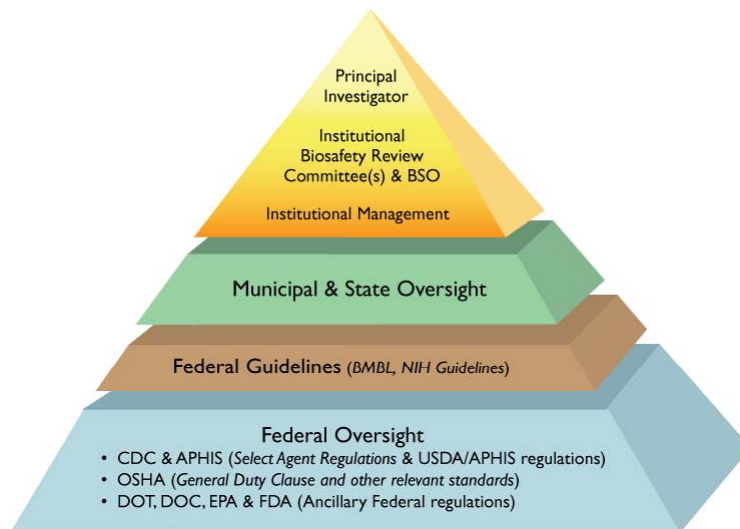 Principal
Investigator
Institutional
Biosafety Review
Committee(s) & BSO
Institutional Management
Municipal & State Oversight
Federal Guidelines (BMBL, NIH Guidelines)
Federal Oversight
• CDC & APHIS (Select Agent Regulations & USDA/APHIS regulations)
• OSHA (General Duty Clause and other relevant standards)
• DOT, DOC, EPA & FDA (Ancillary Federal regulations)